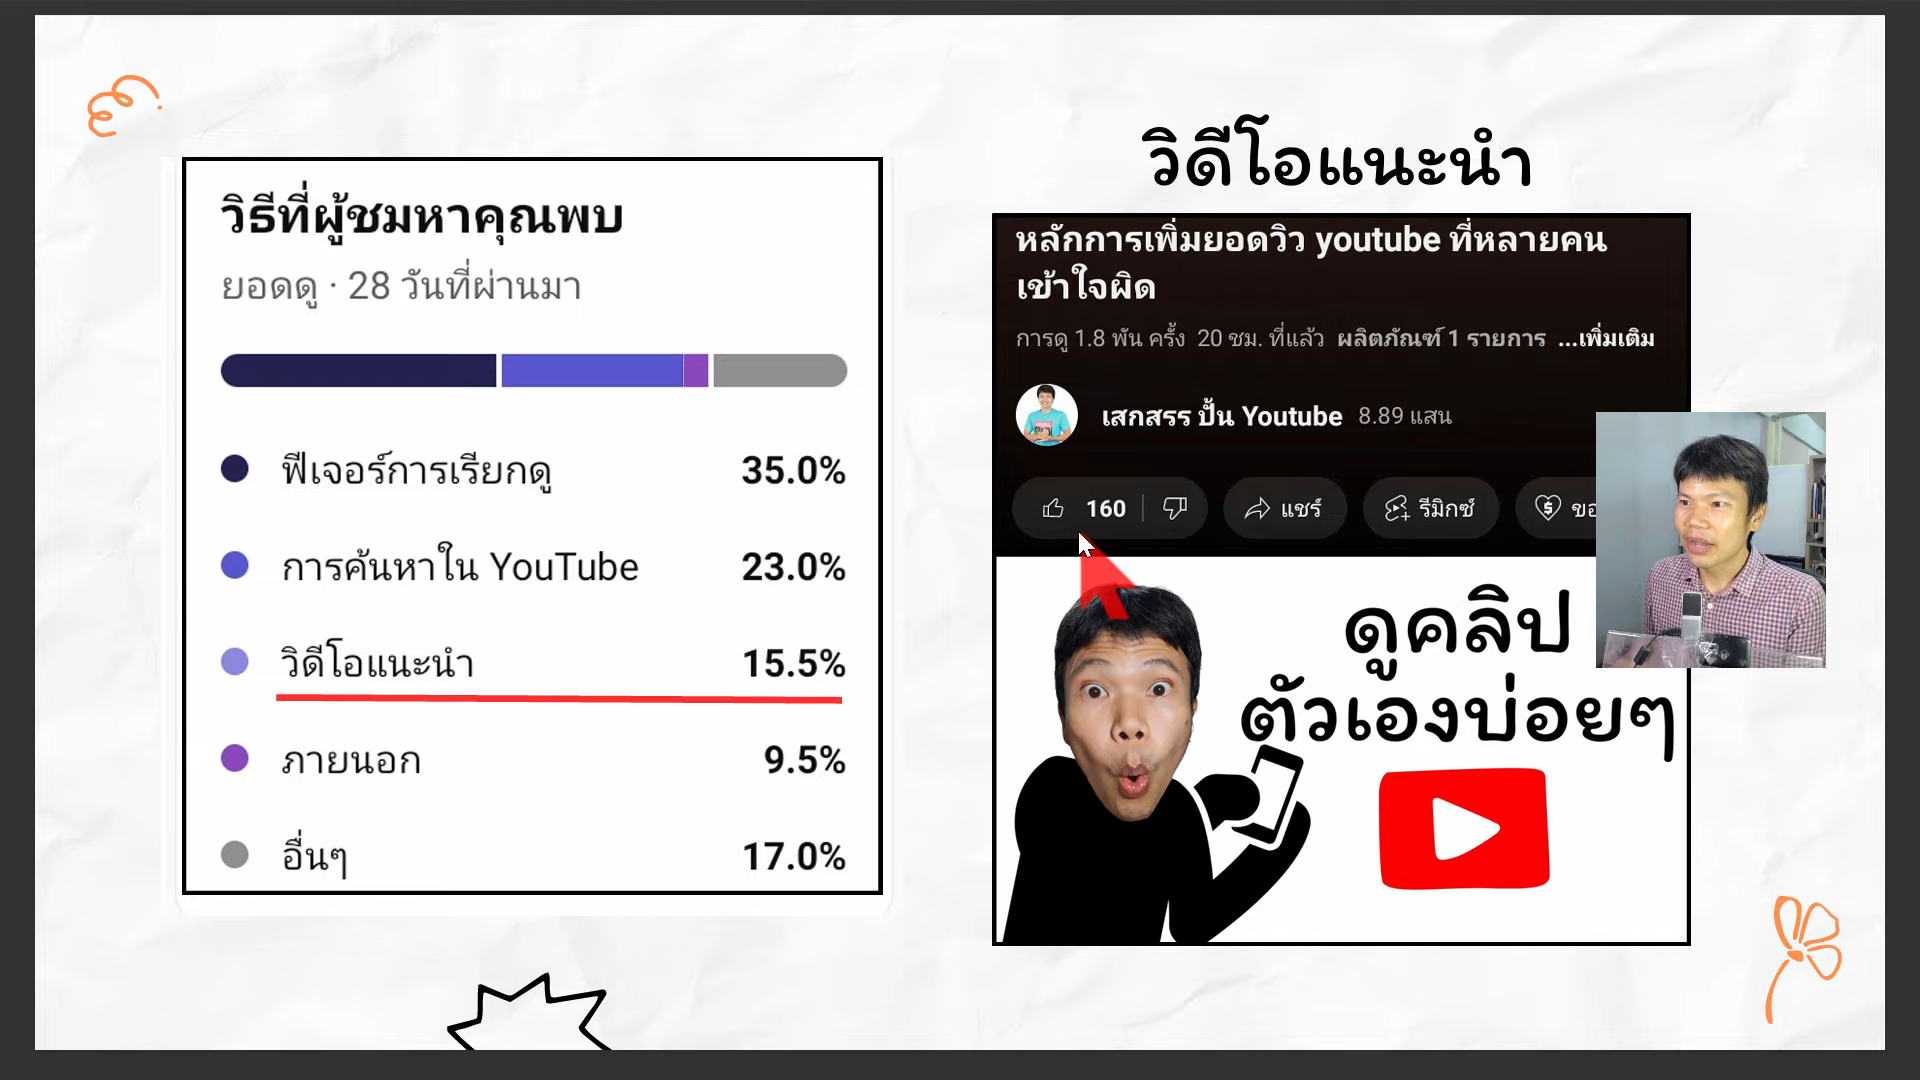 วิธีที่ผู้ชมหาคุณพบ
ยอดดู · 28 วันที่ผ่านมา
ฟีเจอร์การเรียกดู 35.0%
การค้นหาใน YouTube 23.0%
วิดีโอแนะนำ 15.5%
ภายนอก 9.5%
อื่นๆ 17.0%
วิดีโอแนะนำ
หลักการเพิ่มยอดวิว youtube ที่หลายคน
เข้าใจผิด
การดู 1.8 พัน ครั้ง 20 ชม. ที่แล้ว ผลิตภัณฑ์ 1 รายการ ...เพิ่มเติม
เสกสรร ปั้น Youtube 8.89 แสน
160 แชร์ รีมิกซ์ ขอ
ดูคลิป
ตัวเองบ่อยๆ